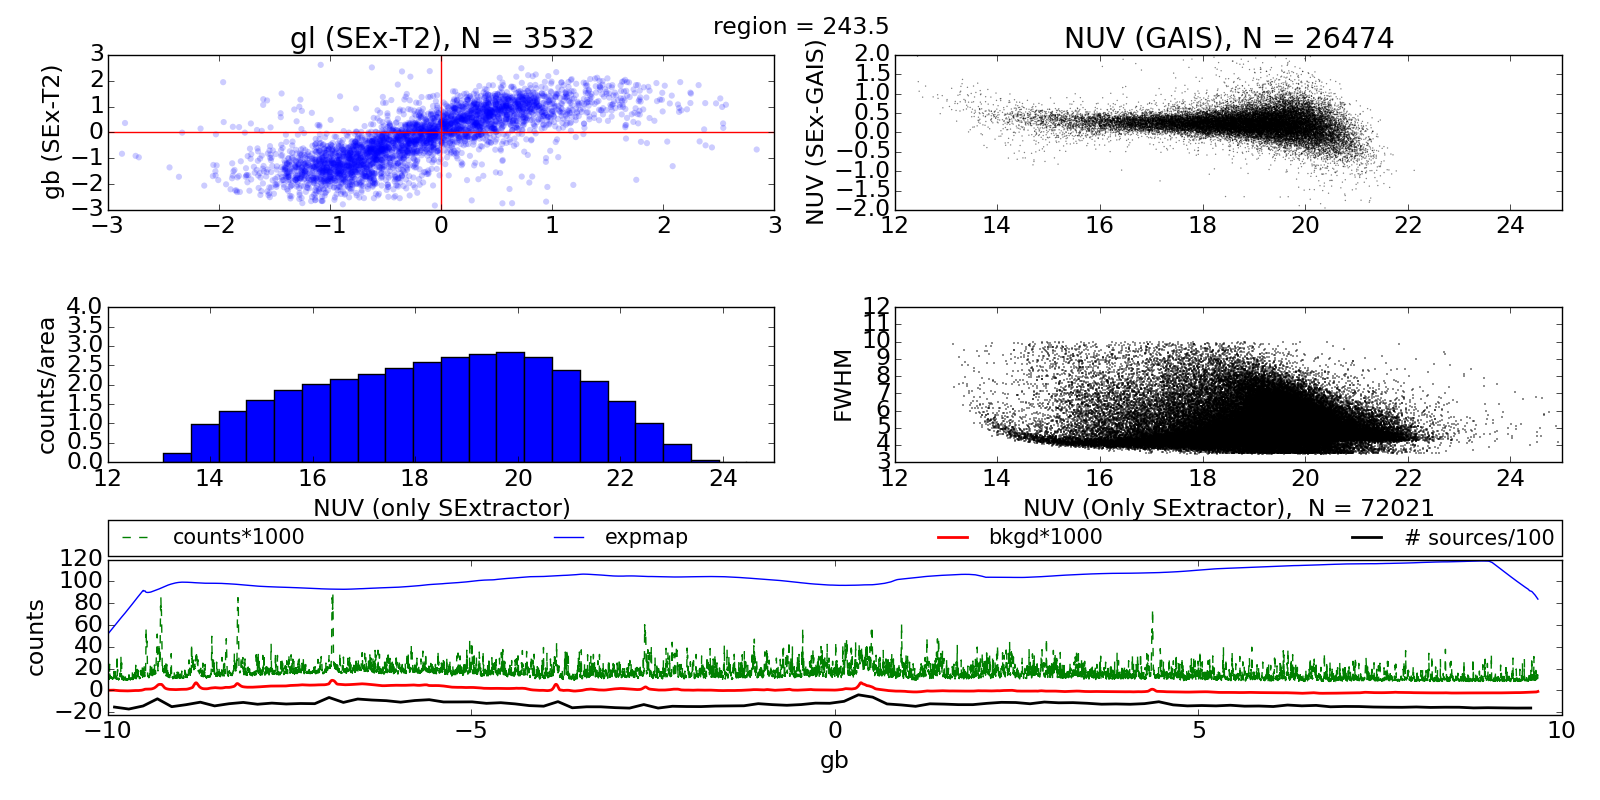 region = 243.5
gl (SEx-T2), N = 3532
gb (SEx-T2)
3
2
1
0
−1
−2
−3
−3 −2 −1 0 1 2 3
NUV (GAIS), N = 26474
NUV (SEx-GAIS)
2.0
1.5
1.0
0.5
0.0
−0.5
−1.0
−1.5
−2.0
12 14 16 18 20 22 24
counts/area
4.0
3.5
3.0
2.5
2.0
1.5
1.0
0.5
0.0
12 14 16 18 20 22 24
NUV (only SExtractor)
FWHM
12
11
10
9
8
7
6
5
4
3
12 14 16 18 20 22 24
NUV (Only SExtractor), N = 72021
counts*1000 expmap bkgd*1000 # sources/100
counts
120
100
80
60
40
20
0
−20
−10 −5 0 5 10
gb